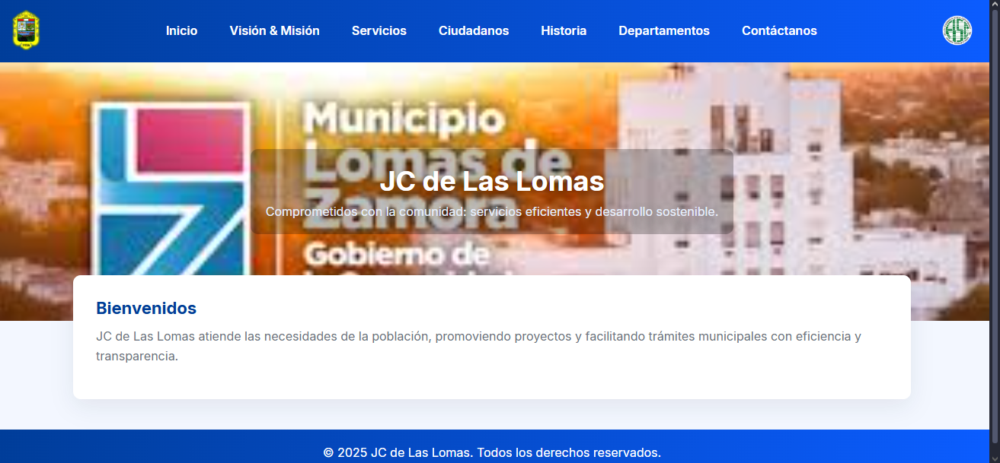 Inicio
Visión & Misión
Servicios
Ciudadanos
Historia
Departamentos
Contáctanos
Municipio
Lomas de
Zamora
Gobierno de
JC de Las Lomas
Comprometidos con la comunidad: servicios eficientes y desarrollo sostenible.
Bienvenidos
JC de Las Lomas atiende las necesidades de la población, promoviendo proyectos y facilitando trámites municipales con eficiencia y
transparencia.
© 2025 JC de Las Lomas. Todos los derechos reservados.